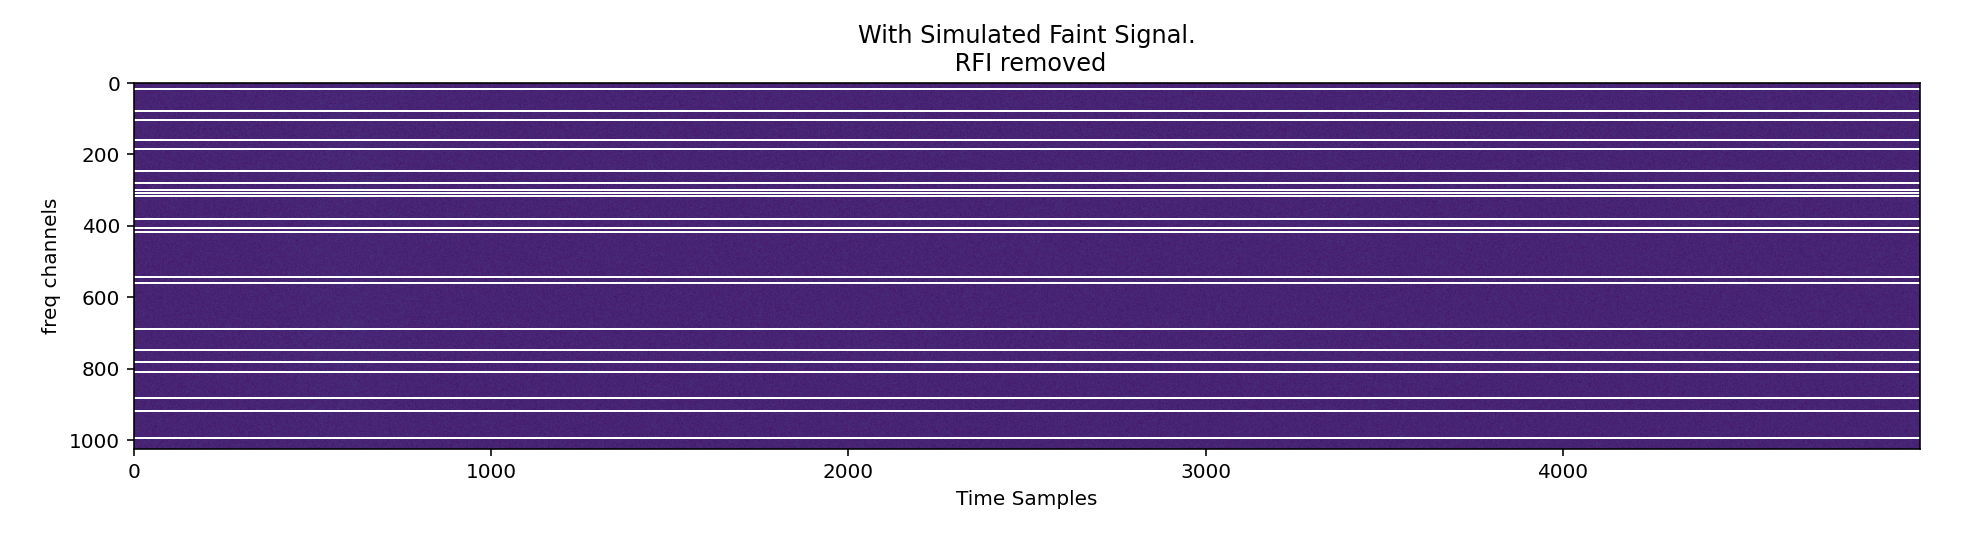 With Simulated Faint Signal.
RFI removed
freq channels
0
200
400
600
800
1000
0 1000 2000 3000 4000
Time Samples